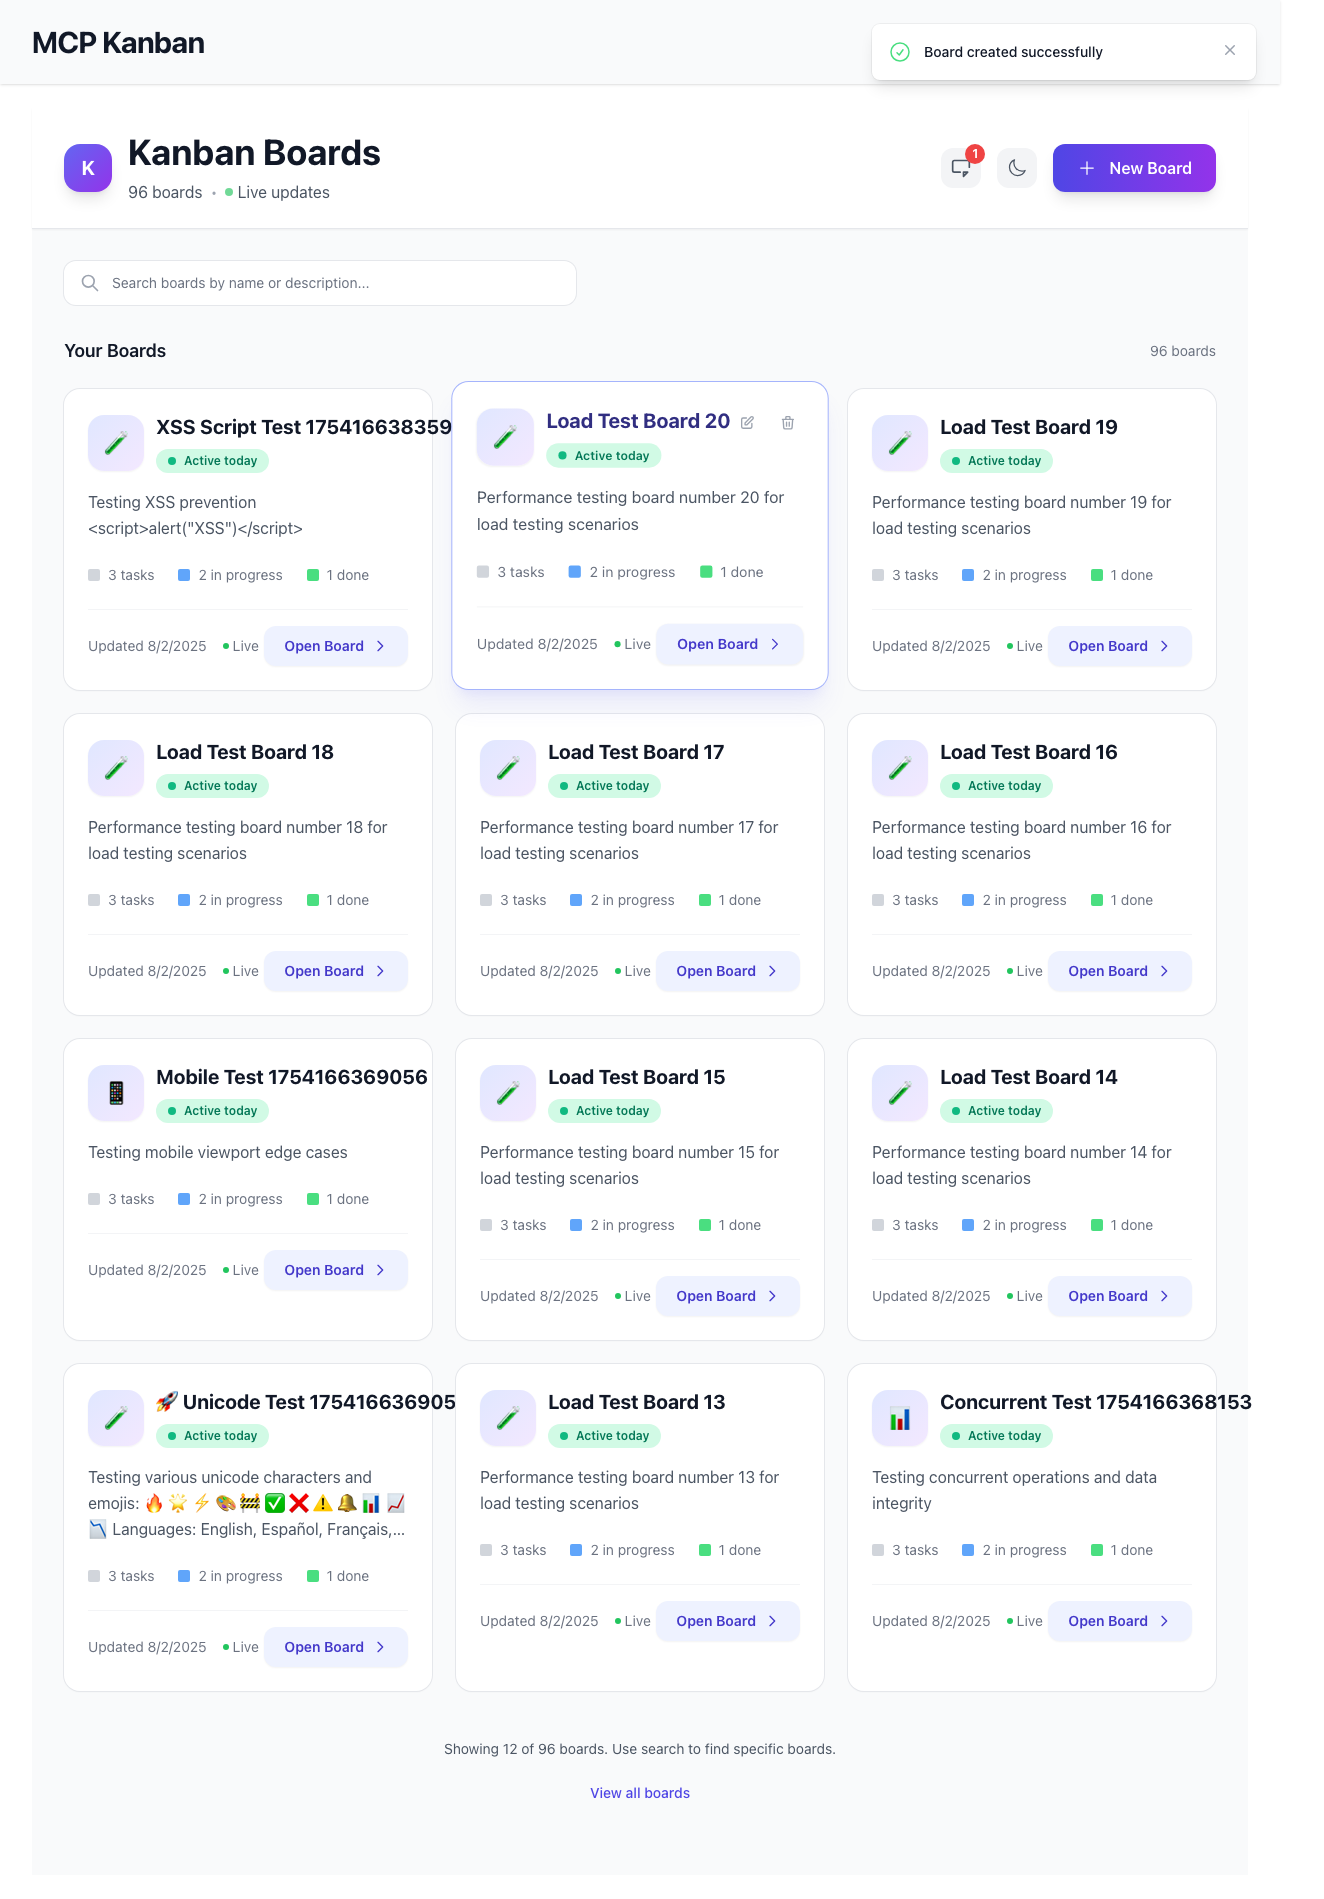 MCP Kanban
Board created successfully
K
Kanban Boards
96 boards • Live updates
1
New Board
Search boards by name or description...
Your Boards
96 boards
XSS Script Test 175416638359
Active today
Testing XSS prevention
<script>alert("XSS")</script>
3 tasks 2 in progress 1 done
Updated 8/2/2025 Live Open Board
Load Test Board 20
Active today
Performance testing board number 20 for
load testing scenarios
3 tasks 2 in progress 1 done
Updated 8/2/2025 Live Open Board
Load Test Board 19
Active today
Performance testing board number 19 for
load testing scenarios
3 tasks 2 in progress 1 done
Updated 8/2/2025 Live Open Board
Load Test Board 18
Active today
Performance testing board number 18 for
load testing scenarios
3 tasks 2 in progress 1 done
Updated 8/2/2025 Live Open Board
Load Test Board 17
Active today
Performance testing board number 17 for
load testing scenarios
3 tasks 2 in progress 1 done
Updated 8/2/2025 Live Open Board
Load Test Board 16
Active today
Performance testing board number 16 for
load testing scenarios
3 tasks 2 in progress 1 done
Updated 8/2/2025 Live Open Board
Mobile Test 1754166369056
Active today
Testing mobile viewport edge cases
3 tasks 2 in progress 1 done
Updated 8/2/2025 Live Open Board
Load Test Board 15
Active today
Performance testing board number 15 for
load testing scenarios
3 tasks 2 in progress 1 done
Updated 8/2/2025 Live Open Board
Load Test Board 14
Active today
Performance testing board number 14 for
load testing scenarios
3 tasks 2 in progress 1 done
Updated 8/2/2025 Live Open Board
🚀 Unicode Test 175416636905
Active today
Testing various unicode characters and
emojis: 🔥 🌟 ⚡ 🎨 🚧 ✅ ❌ ⚠️ 🔔 📊 📈
📉 Languages: English, Español, Français,...
3 tasks 2 in progress 1 done
Updated 8/2/2025 Live Open Board
Load Test Board 13
Active today
Performance testing board number 13 for
load testing scenarios
3 tasks 2 in progress 1 done
Updated 8/2/2025 Live Open Board
Concurrent Test 1754166368153
Active today
Testing concurrent operations and data
integrity
3 tasks 2 in progress 1 done
Updated 8/2/2025 Live Open Board
Showing 12 of 96 boards. Use search to find specific boards.
View all boards